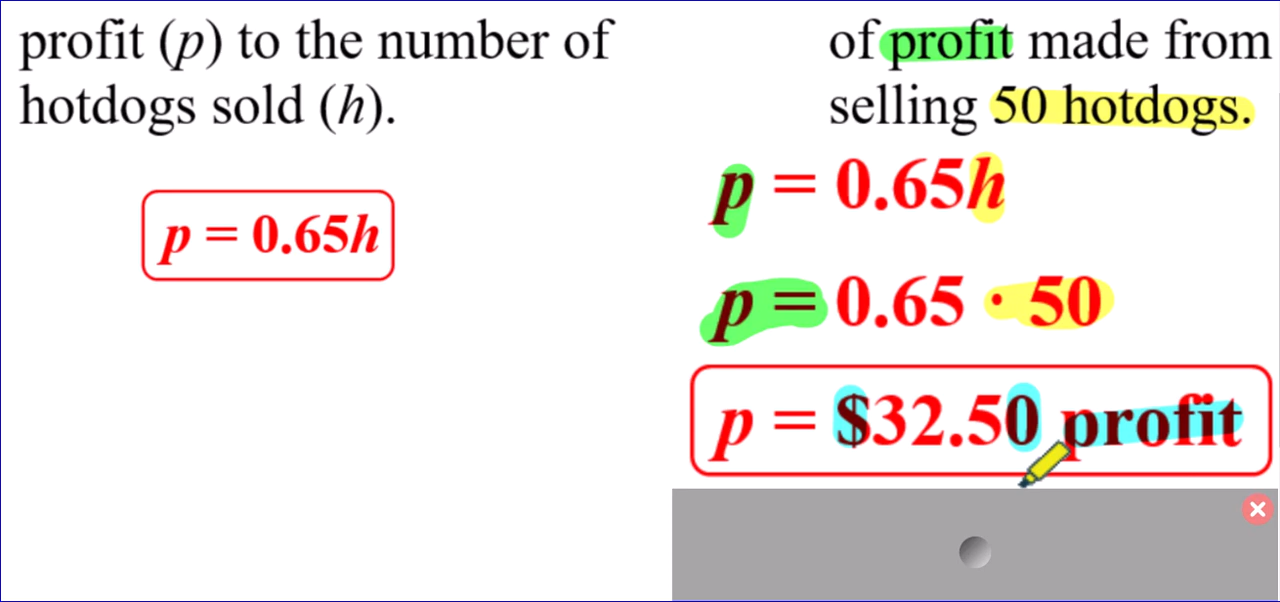 profit (p) to the number of
hotdogs sold (h).
p = 0.65h
of profit made from
selling 50 hotdogs.
p = 0.65h
p = 0.65 · 50
p = $32.50 profit